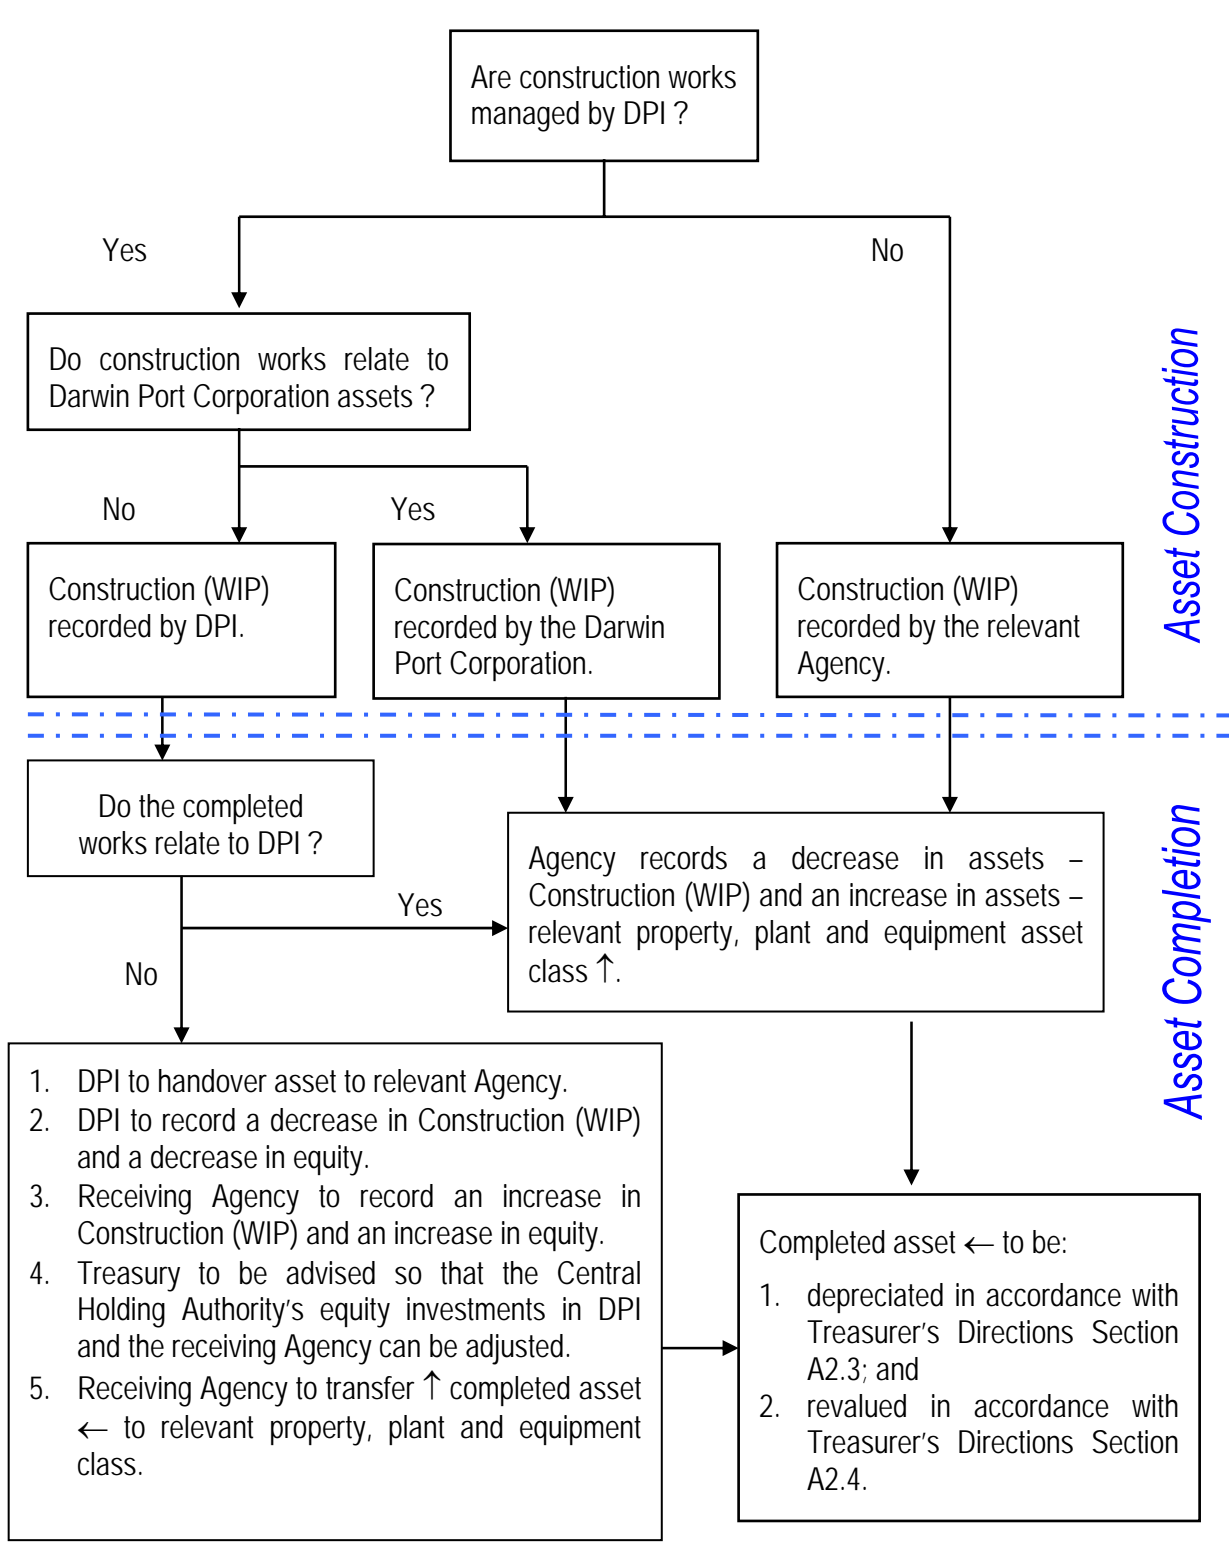 Are construction works
managed by DPI ?
Yes
No
Do construction works relate to
Darwin Port Corporation assets ?
Asset Construction
No
Yes
Construction (WIP)
recorded by DPI.
Construction (WIP)
recorded by the Darwin
Port Corporation.
Construction (WIP)
recorded by the relevant
Agency.
Do the completed
works relate to DPI ?
Asset Completion
Agency records a decrease in assets –
Construction (WIP) and an increase in assets –
relevant property, plant and equipment asset
class ↑.
Yes
No
1. DPI to handover asset to relevant Agency.
2. DPI to record a decrease in Construction (WIP)
and a decrease in equity.
3. Receiving Agency to record an increase in
Construction (WIP) and an increase in equity.
4. Treasury to be advised so that the Central
Holding Authority's equity investments in DPI
and the receiving Agency can be adjusted.
5. Receiving Agency to transfer ↑ completed asset
← to relevant property, plant and equipment
class.
Completed asset ← to be:
1. depreciated in accordance with
Treasurer's Directions Section
A2.3; and
2. revalued in accordance with
Treasurer's Directions Section
A2.4.